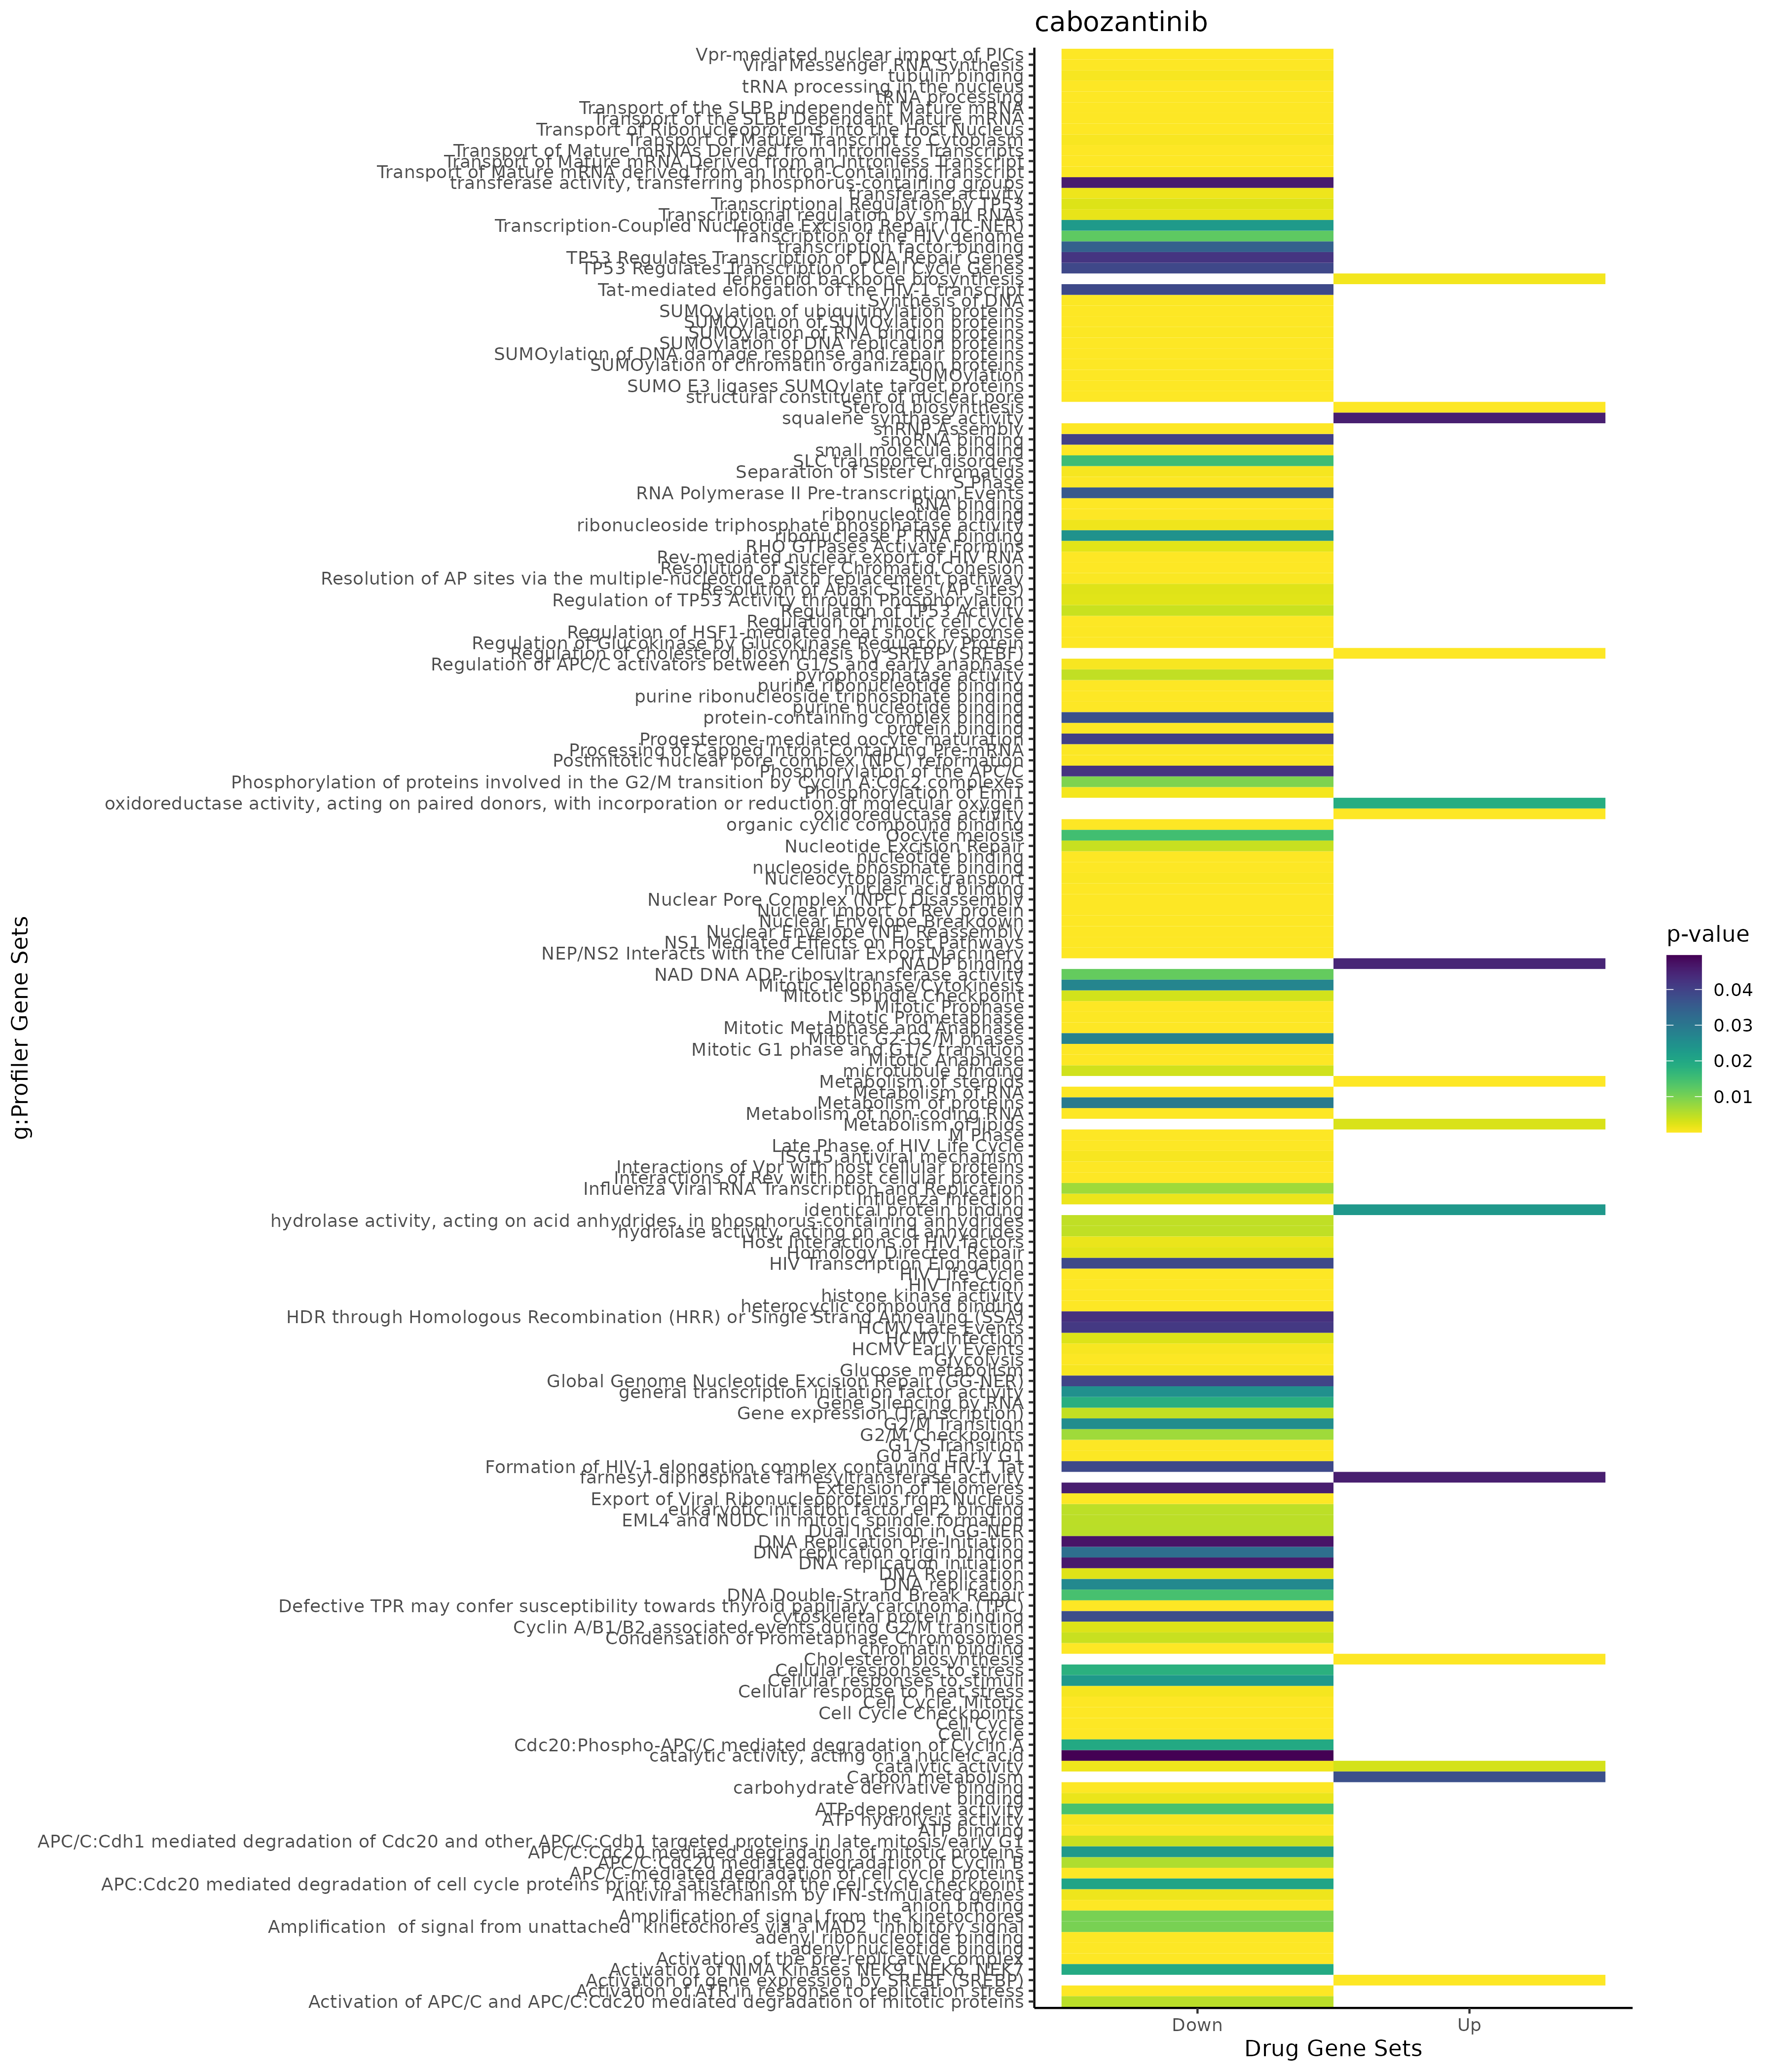 cabozantinib
Vpr-mediated nuclear import of PICs
Viral Messenger RNA Synthesis
tubulin binding
tRNA processing in the nucleus
tRNA processing
Transport of the SLBP independent Mature mRNA
Transport of the SLBP Dependant Mature mRNA
Transport of Ribonucleoproteins into the Host Nucleus
Transport of Mature Transcript to Cytoplasm
Transport of Mature mRNAs Derived from Intronless Transcripts
Transport of Mature mRNA Derived from an Intronless Transcript
Transport of Mature mRNA derived from an Intron-Containing Transcript
transferase activity, transferring phosphorus-containing groups
transferase activity
Transcriptional Regulation by TP53
Transcriptional regulation by small RNAs
Transcription-Coupled Nucleotide Excision Repair (TC-NER)
Transcription of the HIV genome
transcription factor binding
TP53 Regulates Transcription of DNA Repair Genes
TP53 Regulates Transcription of Cell Cycle Genes
Terpenoid backbone biosynthesis
Tat-mediated elongation of the HIV-1 transcript
Synthesis of DNA
SUMOylation of ubiquitinylation proteins
SUMOylation of SUMOylation proteins
SUMOylation of RNA binding proteins
SUMOylation of DNA replication proteins
SUMOylation of DNA damage response and repair proteins
SUMOylation of chromatin organization proteins
SUMOylation
SUMO E3 ligases SUMOylate target proteins
structural constituent of nuclear pore
Steroid biosynthesis
squalene synthase activity
snRNP Assembly
snoRNA binding
small molecule binding
SLC transporter disorders
Separation of Sister Chromatids
S Phase
RNA Polymerase II Pre-transcription Events
RNA binding
ribonucleotide binding
ribonucleoside triphosphate phosphatase activity
ribonuclease P RNA binding
RHO GTPases Activate Formins
Rev-mediated nuclear export of HIV RNA
Resolution of Sister Chromatid Cohesion
Resolution of AP sites via the multiple-nucleotide patch replacement pathway
Resolution of Abasic Sites (AP sites)
Regulation of TP53 Activity through Phosphorylation
Regulation of TP53 Activity
Regulation of mitotic cell cycle
Regulation of HSF1-mediated heat shock response
Regulation of Glucokinase by Glucokinase Regulatory Protein
Regulation of cholesterol biosynthesis by SREBP (SREBF)
Regulation of APC/C activators between G1/S and early anaphase
pyrophosphatase activity
purine ribonucleotide binding
purine ribonucleoside triphosphate binding
purine nucleotide binding
protein-containing complex binding
protein binding
Progesterone-mediated oocyte maturation
Processing of Capped Intron-Containing Pre-mRNA
Postmitotic nuclear pore complex (NPC) reformation
Phosphorylation of the APC/C
Phosphorylation of proteins involved in the G2/M transition by Cyclin A:Cdc2 complexes
Phosphorylation of Emi1
oxidoreductase activity, acting on paired donors, with incorporation or reduction of molecular oxygen
oxidoreductase activity
organic cyclic compound binding
Oocyte meiosis
Nucleotide Excision Repair
nucleotide binding
nucleoside phosphate binding
Nucleocytoplasmic transport
nucleic acid binding
Nuclear Pore Complex (NPC) Disassembly
Nuclear import of Rev protein
Nuclear Envelope Breakdown
Nuclear Envelope (NE) Reassembly
NS1 Mediated Effects on Host Pathways
NEP/NS2 Interacts with the Cellular Export Machinery
NADP binding
NAD DNA ADP-ribosyltransferase activity
Mitotic Telophase/Cytokinesis
Mitotic Spindle Checkpoint
Mitotic Prophase
Mitotic Prometaphase
Mitotic Metaphase and Anaphase
Mitotic G2-G2/M phases
Mitotic G1 phase and G1/S transition
Mitotic Anaphase
microtubule binding
Metabolism of steroids
Metabolism of RNA
Metabolism of proteins
Metabolism of non-coding RNA
Metabolism of lipids
M Phase
Late Phase of HIV Life Cycle
ISG15 antiviral mechanism
Interactions of Vpr with host cellular proteins
Interactions of Rev with host cellular proteins
Influenza Viral RNA Transcription and Replication
Influenza Infection
identical protein binding
hydrolase activity, acting on acid anhydrides, in phosphorus-containing anhydrides
hydrolase activity, acting on acid anhydrides
Host Interactions of HIV factors
Homology Directed Repair
HIV Transcription Elongation
HIV Life Cycle
HIV Infection
histone kinase activity
heterocyclic compound binding
HDR through Homologous Recombination (HRR) or Single Strand Annealing (SSA)
HCMV Late Events
HCMV Infection
HCMV Early Events
Glycolysis
Glucose metabolism
Global Genome Nucleotide Excision Repair (GG-NER)
general transcription initiation factor activity
Gene Silencing by RNA
Gene expression (Transcription)
G2/M Transition
G2/M Checkpoints
G1/S Transition
G0 and Early G1
Formation of HIV-1 elongation complex containing HIV-1 Tat
farnesyl-diphosphate farnesyltransferase activity
Extension of Telomeres
Export of Viral Ribonucleoproteins from Nucleus
eukaryotic initiation factor eIF2 binding
EML4 and NUDC in mitotic spindle formation
Dual Incision in GG-NER
DNA Replication Pre-Initiation
DNA replication origin binding
DNA replication initiation
DNA Replication
DNA replication
DNA Double-Strand Break Repair
Defective TPR may confer susceptibility towards thyroid papillary carcinoma (TPC)
cytoskeletal protein binding
Cyclin A/B1/B2 associated events during G2/M transition
Condensation of Prometaphase Chromosomes
chromatin binding
Cholesterol biosynthesis
Cellular responses to stress
Cellular responses to stimuli
Cellular response to heat stress
Cell Cycle, Mitotic
Cell Cycle Checkpoints
Cell Cycle
Cell cycle
Cdc20:Phospho-APC/C mediated degradation of Cyclin A
catalytic activity, acting on a nucleic acid
catalytic activity
Carbon metabolism
carbohydrate derivative binding
binding
ATP-dependent activity
ATP hydrolysis activity
ATP binding
APC/C:Cdh1 mediated degradation of Cdc20 and other APC/C:Cdh1 targeted proteins in late mitosis/early G1
APC/C:Cdc20 mediated degradation of mitotic proteins
APC/C:Cdc20 mediated degradation of Cyclin B
APC/C-mediated degradation of cell cycle proteins
APC:Cdc20 mediated degradation of cell cycle proteins prior to satisfation of the cell cycle checkpoint
Antiviral mechanism by IFN-stimulated genes
anion binding
Amplification of signal from the kinetochores
Amplification  of signal from unattached  kinetochores via a MAD2  inhibitory signal
adenyl ribonucleotide binding
adenyl nucleotide binding
Activation of the pre-replicative complex
Activation of NIMA Kinases NEK9, NEK6, NEK7
Activation of gene expression by SREBF (SREBP)
Activation of ATR in response to replication stress
Activation of APC/C and APC/C:Cdc20 mediated degradation of mitotic proteins
g:Profiler Gene Sets
Down
Up
Drug Gene Sets
p-value
0.04
0.03
0.02
0.01